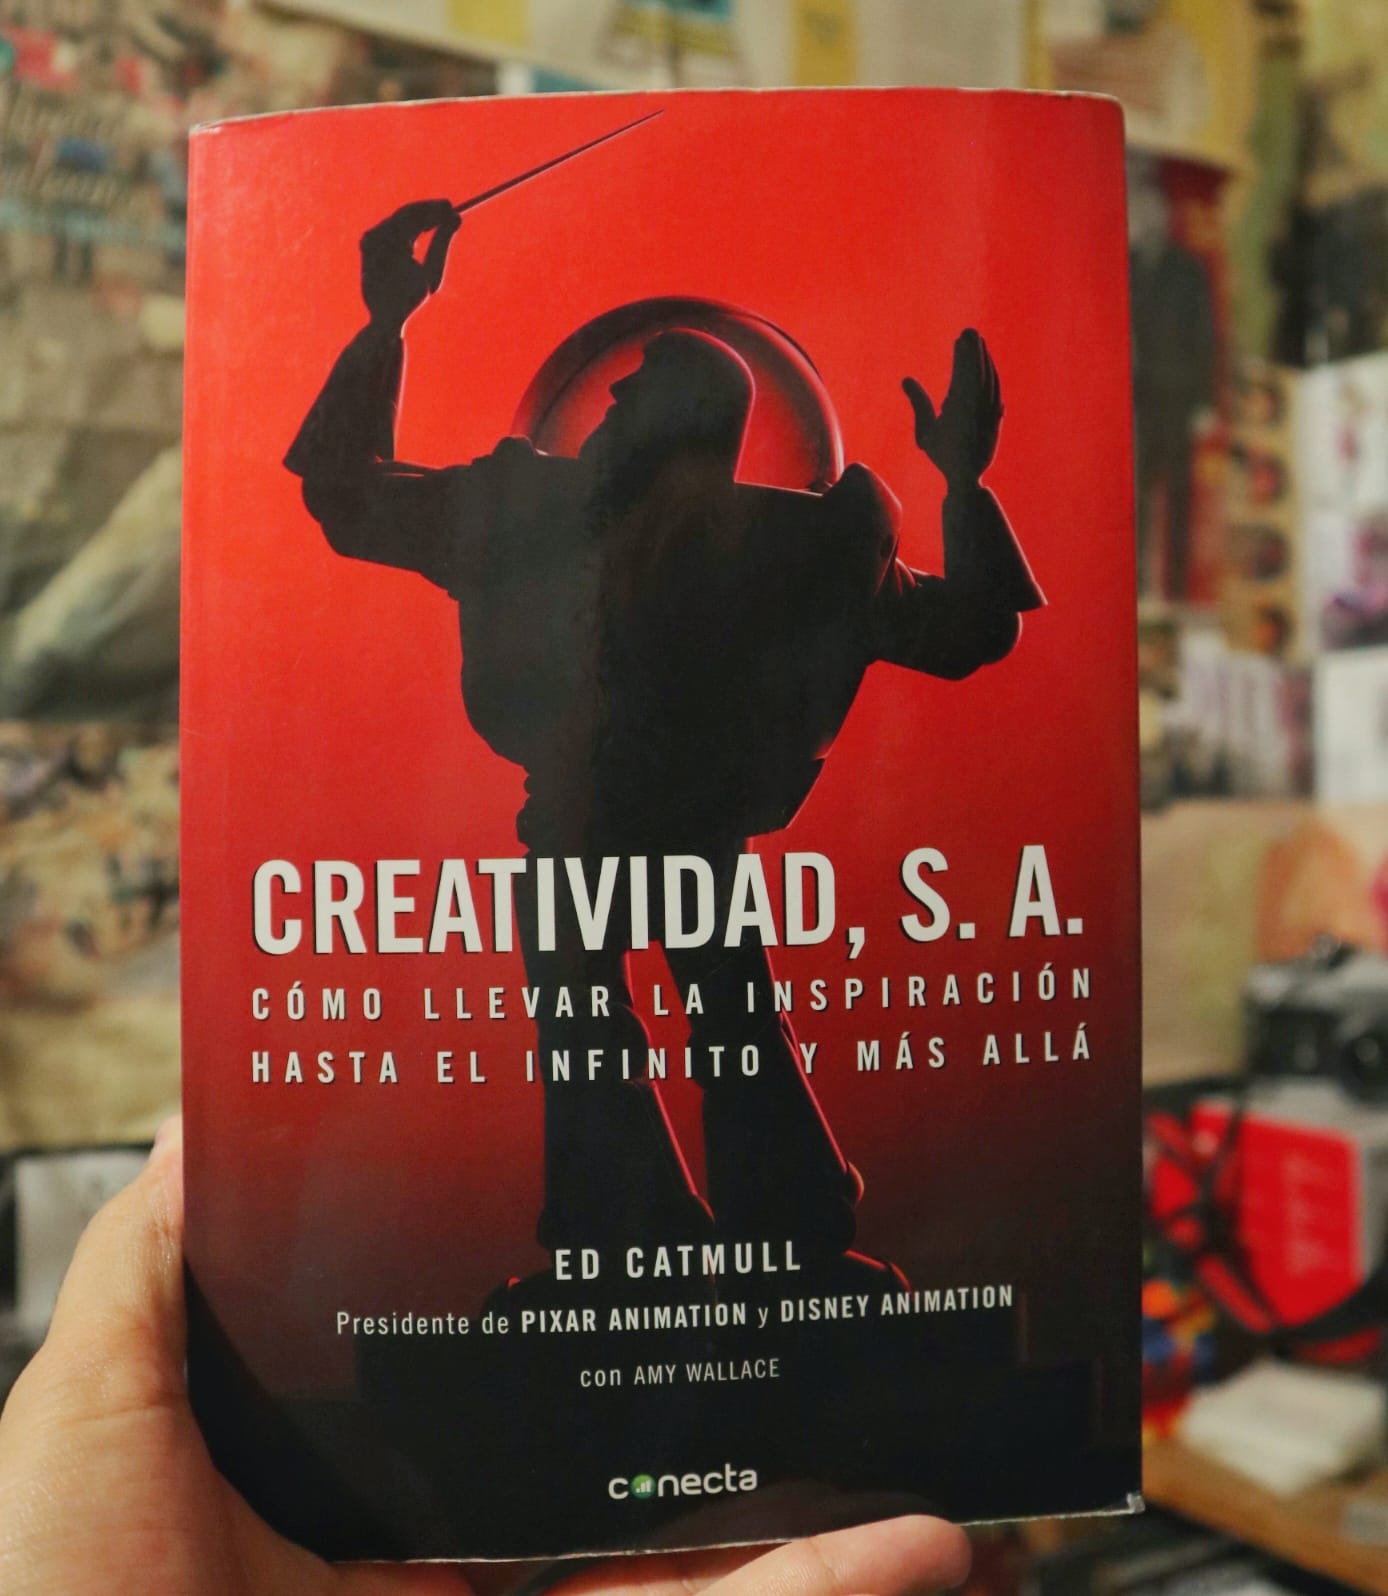 CREATIVIDAD, S. A.
CÓMO LLEVAR LA INSPIRACIÓN
HASTA EL INFINITO Y MÁS ALLÁ
ED CATMULL
Presidente de PIXAR ANIMATION y DISNEY ANIMATION
con AMY WALLACE
conecta